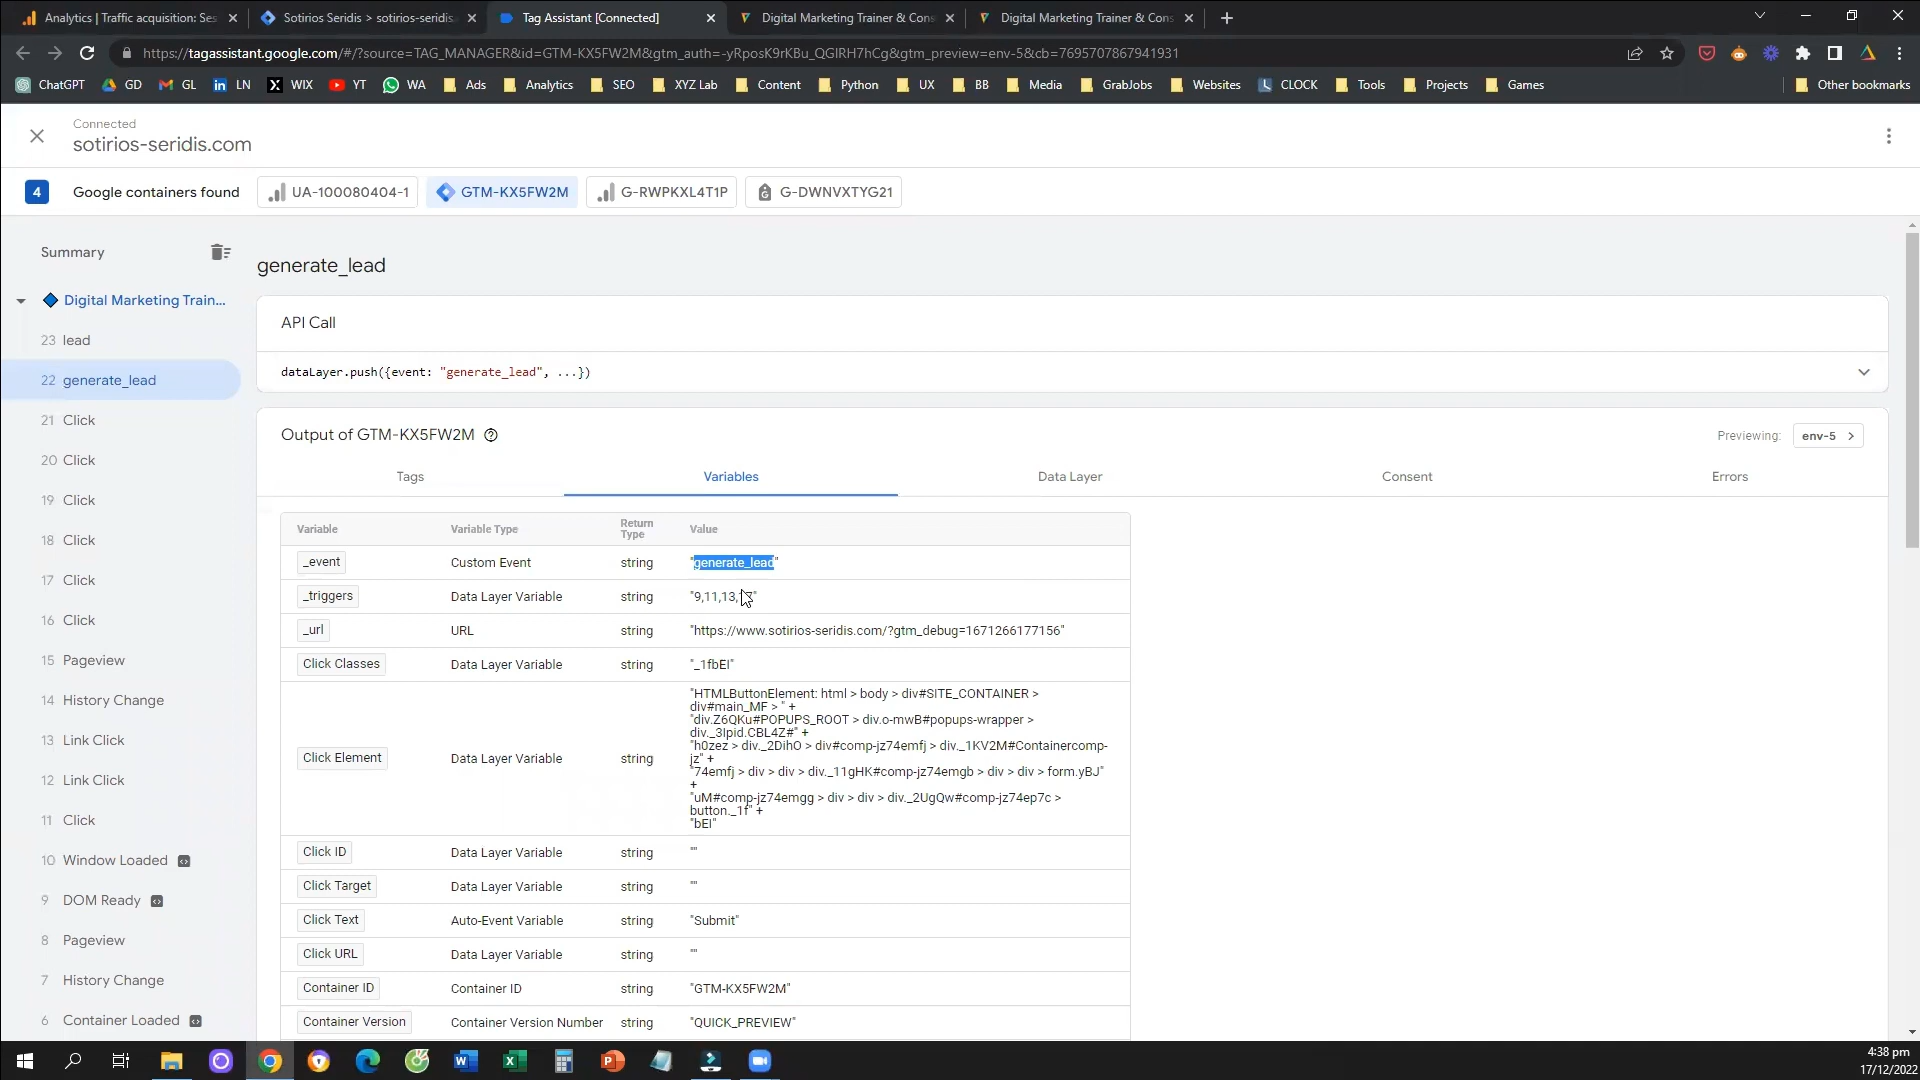 Analytics | Traffic acquisition: Ses
Sotirios Seridis > sotirios-seridis.
Tag Assistant [Connected]
Digital Marketing Trainer & Cons
Digital Marketing Trainer & Cons
https://tagassistant.google.com/#/?source=TAG_MANAGER&id=GTM-KX5FW2M&gtm_auth=-yRposK9rKBu_QGlRH7hCg&gtm_preview=env-5&cb=7695707867941931
ChatGPT GD GL LN WIX YT WA Ads Analytics SEO XYZ Lab Content Python UX BB Media GrabJobs Websites CLOCK Tools Projects Games Other bookmarks
Connected
sotirios-seridis.com
4 Google containers found UA-100080404-1 GTM-KX5FW2M G-RWPKXL4T1P G-DWNVXTYG21
Summary
Digital Marketing Train...
23 lead
22 generate_lead
21 Click
20 Click
19 Click
18 Click
17 Click
16 Click
15 Pageview
14 History Change
13 Link Click
12 Link Click
11 Click
10 Window Loaded
9 DOM Ready
8 Pageview
7 History Change
6 Container Loaded
generate_lead
API Call
dataLayer.push({event: "generate_lead", ...})
Output of GTM-KX5FW2M
Previewing: env-5 >
Tags Variables Data Layer Consent Errors
Variable Variable Type Return Type Value
_event Custom Event string "generate_lead"
_triggers Data Layer Variable string "9,11,13,
_url URL string "https://www.sotirios-seridis.com/?gtm_debug=1671266177156"
Click Classes Data Layer Variable string "_1fbEI"
Click Element Data Layer Variable string
"HTMLButtonElement: html > body > div#SITE_CONTAINER >
div#main_MF > " +
"div.Z6QKu#POPUPS_ROOT > div.o-mwB#popups-wrapper >
div._3Ipid.CBL4Z#" +
"h0zez > div._2DihO > div#comp-jz74emfj > div._1KV2M#Containercomp-
jz" +
"74emfj > div > div > div._11gHK#comp-jz74emgb > div > div > form.yBJ"
+
"uM#comp-jz74emgg > div > div > div._2UgQw#comp-jz74ep7c >
button._1f" +
"bEI"
Click ID Data Layer Variable string ""
Click Target Data Layer Variable string ""
Click Text Auto-Event Variable string "Submit"
Click URL Data Layer Variable string ""
Container ID Container ID string "GTM-KX5FW2M"
Container Version Container Version Number string "QUICK_PREVIEW"
4:38 pm
17/12/2022